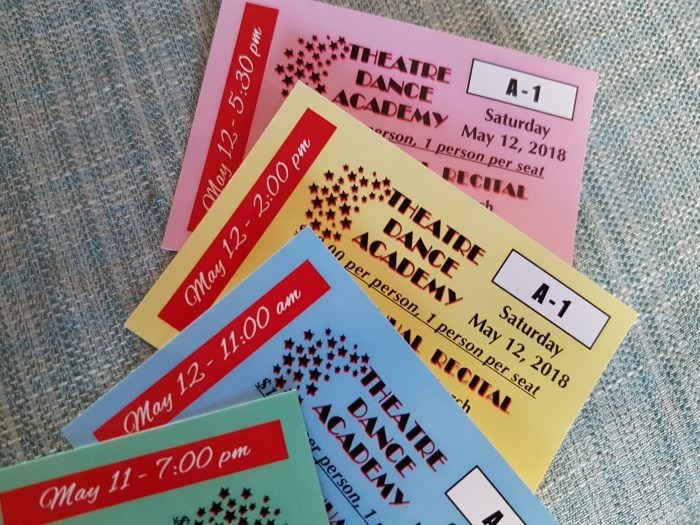 May 12 - 5:30 pm
THEATRE
DANCE
ACADEMY
A-1
Saturday
May 12, 2018
person, 1 person per seat
RECITAL
May 12 - 2:00 pm
THEATRE
DANCE
ACADEMY
A-1
Saturday
May 12, 2018
.00 per person, 1 person per seat
RECITAL
May 12 - 11:00 am
THEATRE
DANCE
ACADEMY
A
per person,
May 11 - 7:00 pm
$